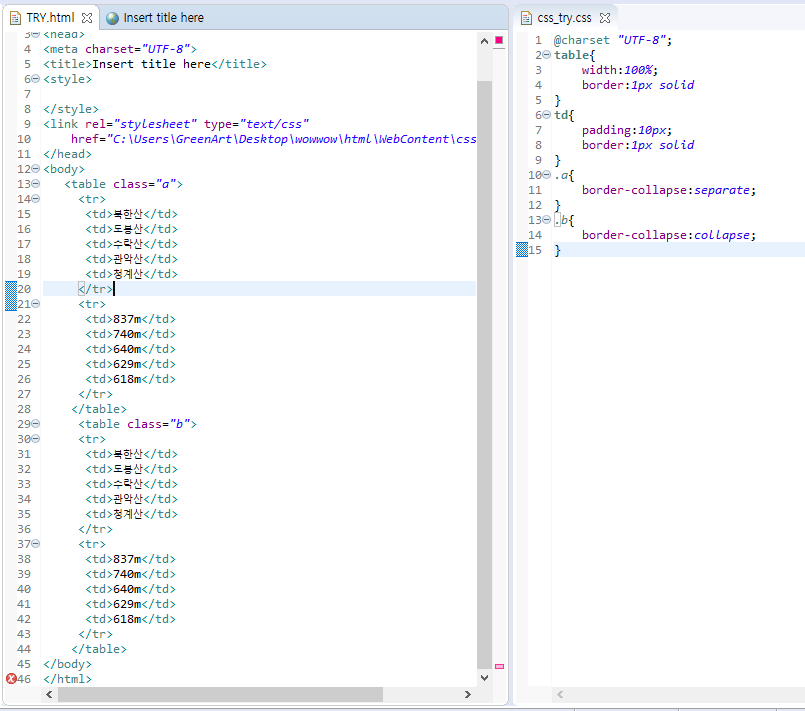 TRY.html
Insert title here
3 <head>
4 <meta charset="UTF-8">
5 <title>Insert title here</title>
6 <style>
7
8 </style>
9 <link rel="stylesheet" type="text/css"
10 href="C:\Users\GreenArt\Desktop\wowwow\html\WebContent\css
11 </head>
12 <body>
13 <table class="a">
14 <tr>
15 <td>북한산</td>
16 <td>도봉산</td>
17 <td>수락산</td>
18 <td>관악산</td>
19 <td>청계산</td>
20 </tr>
21 <tr>
22 <td>837m</td>
23 <td>740m</td>
24 <td>640m</td>
25 <td>629m</td>
26 <td>618m</td>
27 </tr>
28 </table>
29 <table class="b">
30 <tr>
31 <td>북한산</td>
32 <td>도봉산</td>
33 <td>수락산</td>
34 <td>관악산</td>
35 <td>청계산</td>
36 </tr>
37 <tr>
38 <td>837m</td>
39 <td>740m</td>
40 <td>640m</td>
41 <td>629m</td>
42 <td>618m</td>
43 </tr>
44 </table>
45 </body>
46 </html>
css_try.css
1 @charset "UTF-8";
2 table{
3 width:100%;
4 border:1px solid
5 }
6 td{
7 padding:10px;
8 border:1px solid
9 }
10 .a{
11 border-collapse:separate;
12 }
13 .b{
14 border-collapse:collapse;
15 }